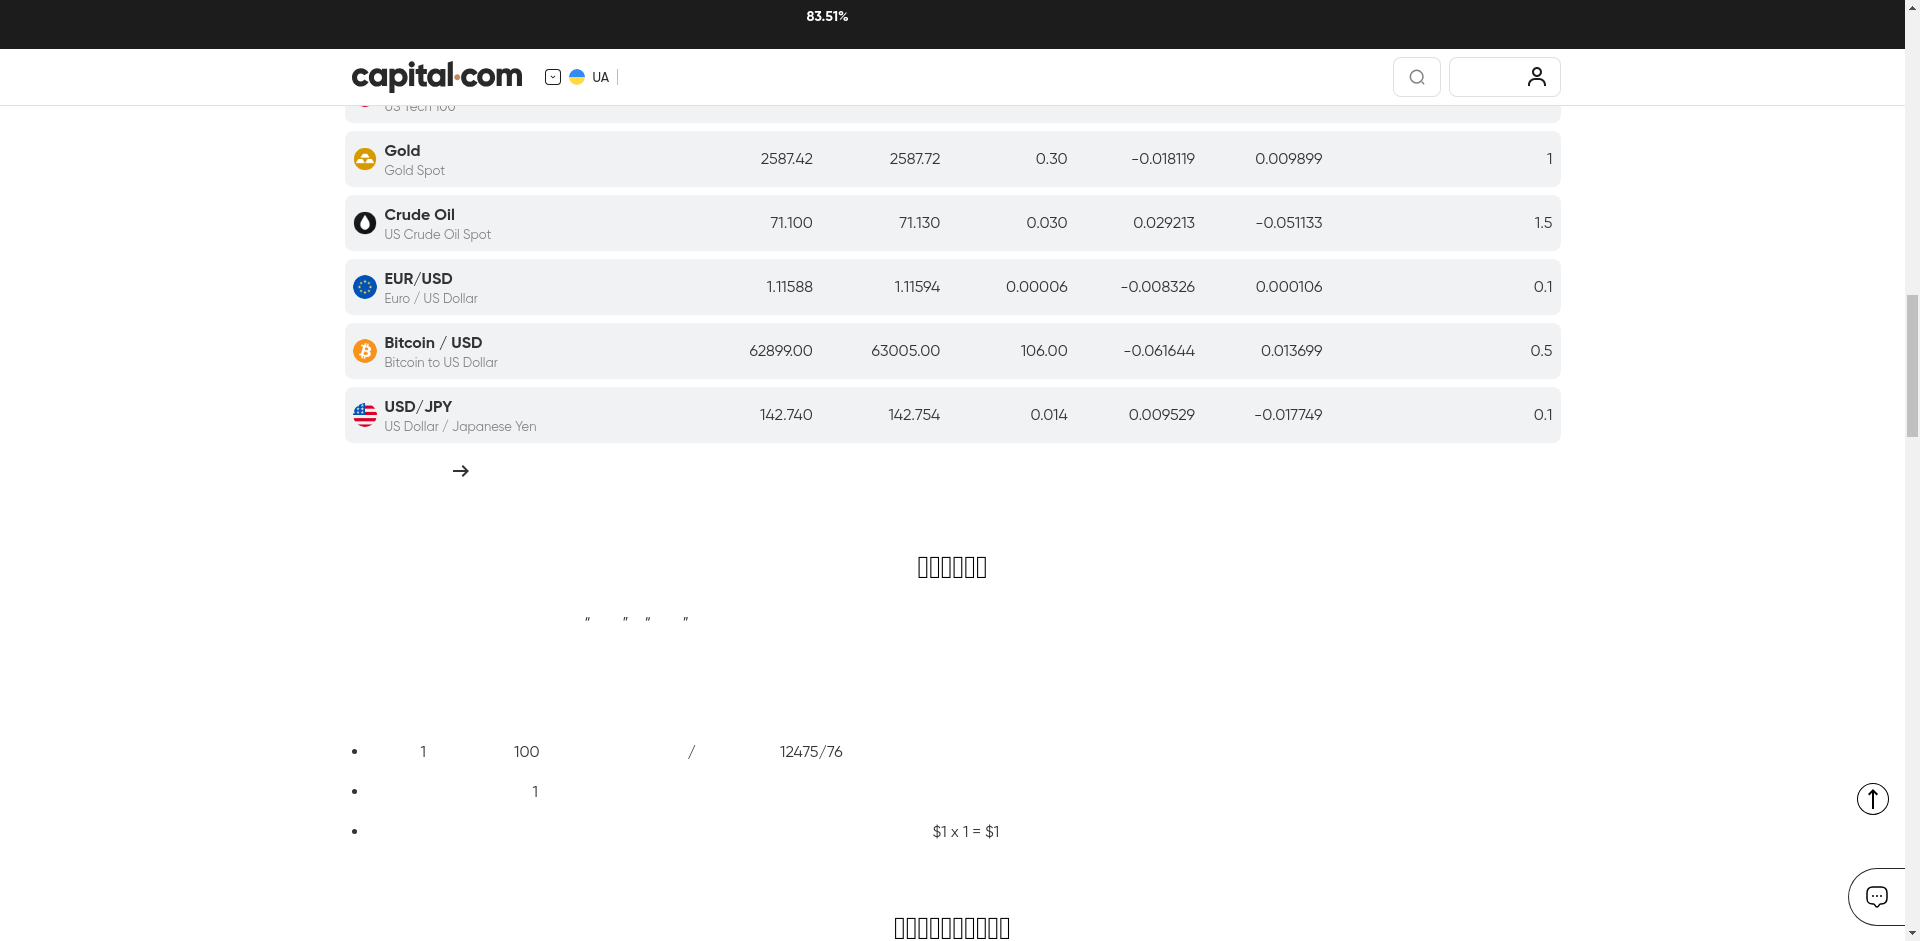 83.51%
capital.com UA
US Tech 100
Gold 2587.42 2587.72 0.30 -0.018119 0.009899 1
Gold Spot
Crude Oil 71.100 71.130 0.030 0.029213 -0.051133 1.5
US Crude Oil Spot
EUR/USD 1.11588 1.11594 0.00006 -0.008326 0.000106 0.1
Euro / US Dollar
Bitcoin / USD 62899.00 63005.00 106.00 -0.061644 0.013699 0.5
Bitcoin to US Dollar
USD/JPY 142.740 142.754 0.014 0.009529 -0.017749 0.1
US Dollar / Japanese Yen
“ ” “ ”
• 1 100 / 12475/76
• 1
• $1 x 1 = $1